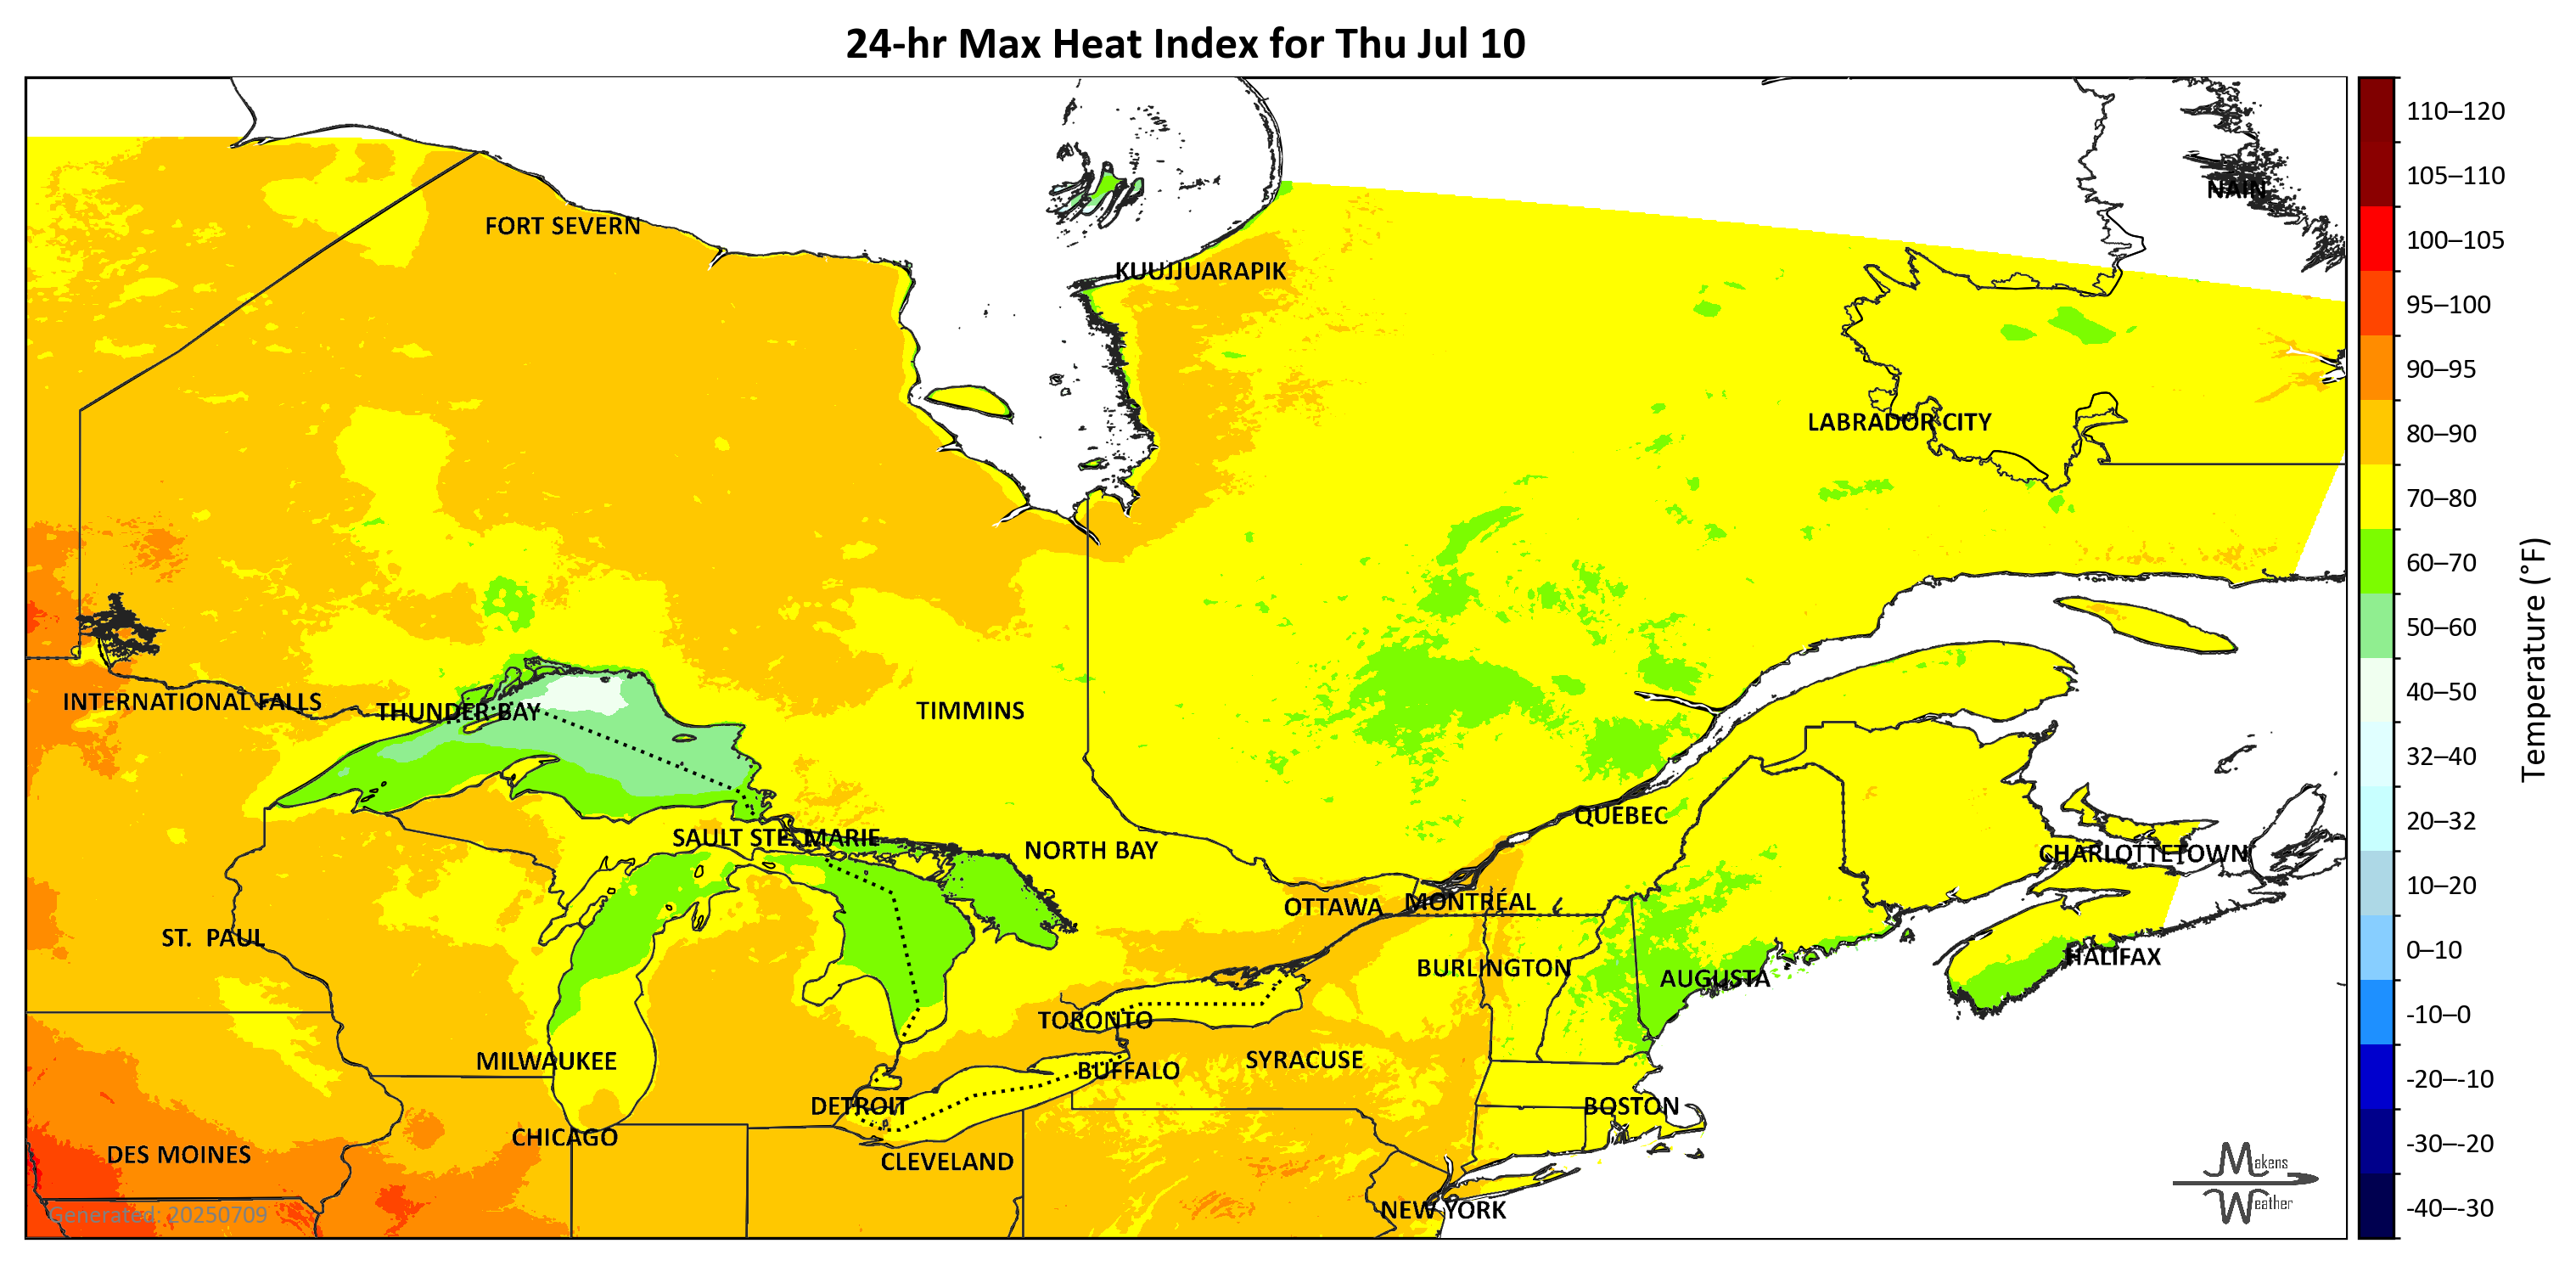 24-hr Max Heat Index for Thu Jul 10
110–120
105–110
NAIN
FORT SEVERN
100–105
KUUJJUARAPIK
95–100
90–95
LABRADOR CITY
80–90
70–80
60–70
50–60
Temperature (°F)
INTERNATIONAL FALLS
THUNDER BAY
TIMMINS
40–50
32–40
QUEBEC
20–32
SAULT STE. MARIE
NORTH BAY
CHARLOTTETOWN
10–20
OTTAWA
MONTRÉAL
ST. PAUL
0–10
HALIFAX
BURLINGTON
AUGUSTA
-10–0
TORONTO
MILWAUKEE
SYRACUSE
BUFFALO
-20–-10
DETROIT
BOSTON
CHICAGO
-30–-20
DES MOINES
CLEVELAND
Makens
Weather
-40–-30
NEW YORK
Generated: 20250709